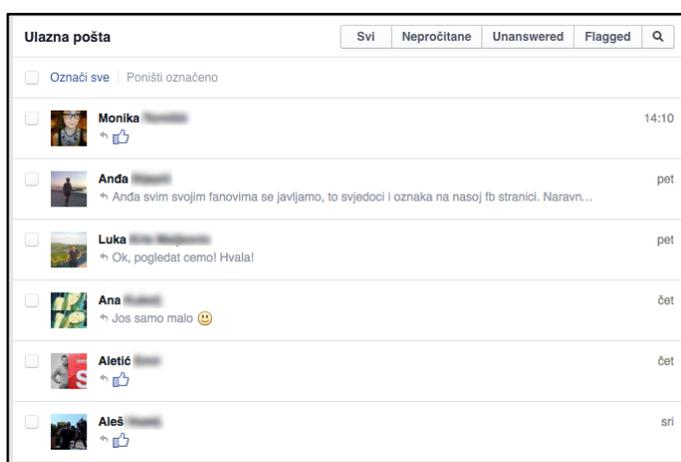 Ulazna pošta Svi Nepročitane Unanswered Flagged
Označi sve Poništi označeno
Monika 14:10
Anđa pet
Anđa svim svojim fanovima se javljamo, to svjedoci i oznaka na nasoj fb stranici. Naravn...
Luka pet
Ok, pogledat cemo! Hvala!
Ana čet
Jos samo malo
Aletić čet
Aleš sri